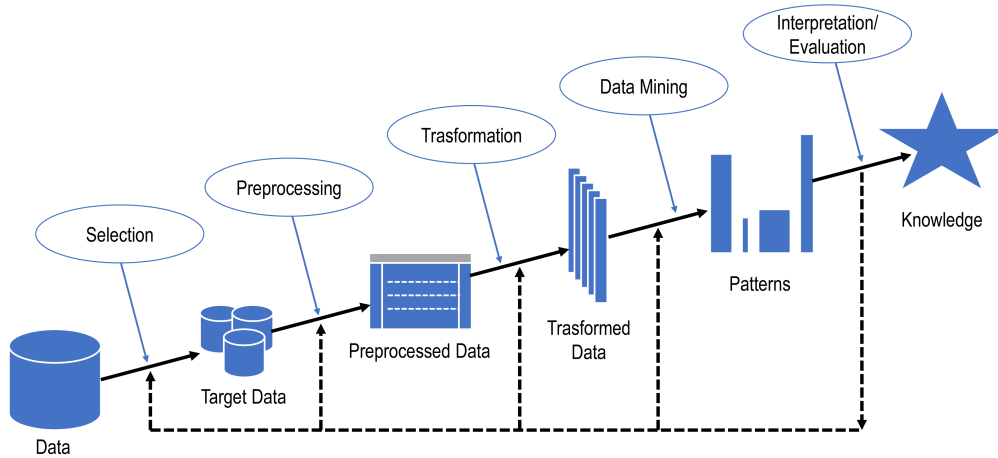 Interpretation/
Evaluation
Data Mining
Trasformation
Preprocessing
Selection
Knowledge
Patterns
Trasformed
Data
Preprocessed Data
Target Data
Data